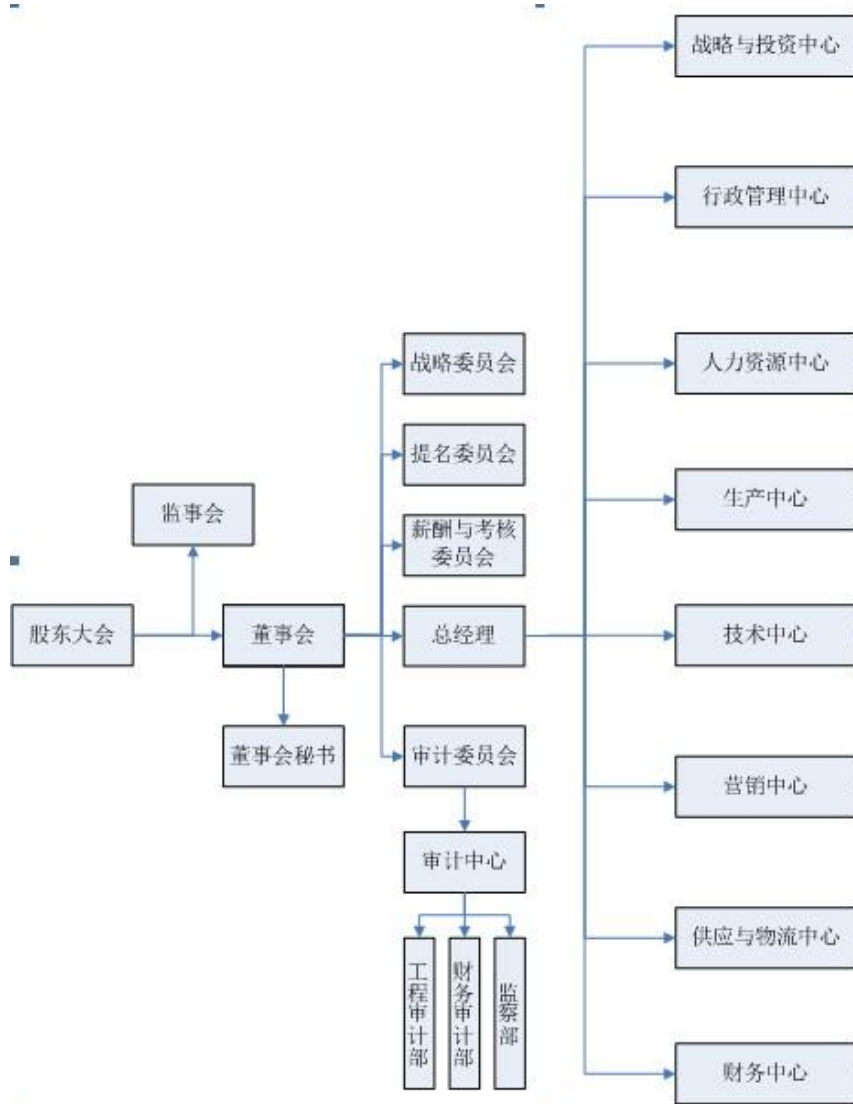 战略与投资中心
行政管理中心
战略委员会
人力资源中心
提名委员会
监事会
生产中心
薪酬与考核
委员会
股东大会
董事会
总经理
技术中心
董事会秘书
审计委员会
营销中心
审计中心
供应与物流中心
工程审计部
财务审计部
监察部
财务中心